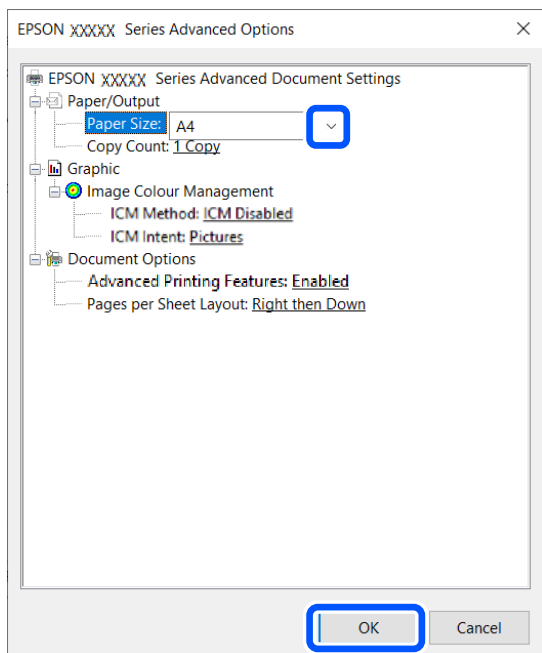 EPSON XXXXX Series Advanced Options
EPSON XXXXX Series Advanced Document Settings
Paper/Output
Paper Size: A4
Copy Count: 1 Copy
Graphic
Image Colour Management
ICM Method: ICM Disabled
ICM Intent: Pictures
Document Options
Advanced Printing Features: Enabled
Pages per Sheet Layout: Right then Down
OK Cancel